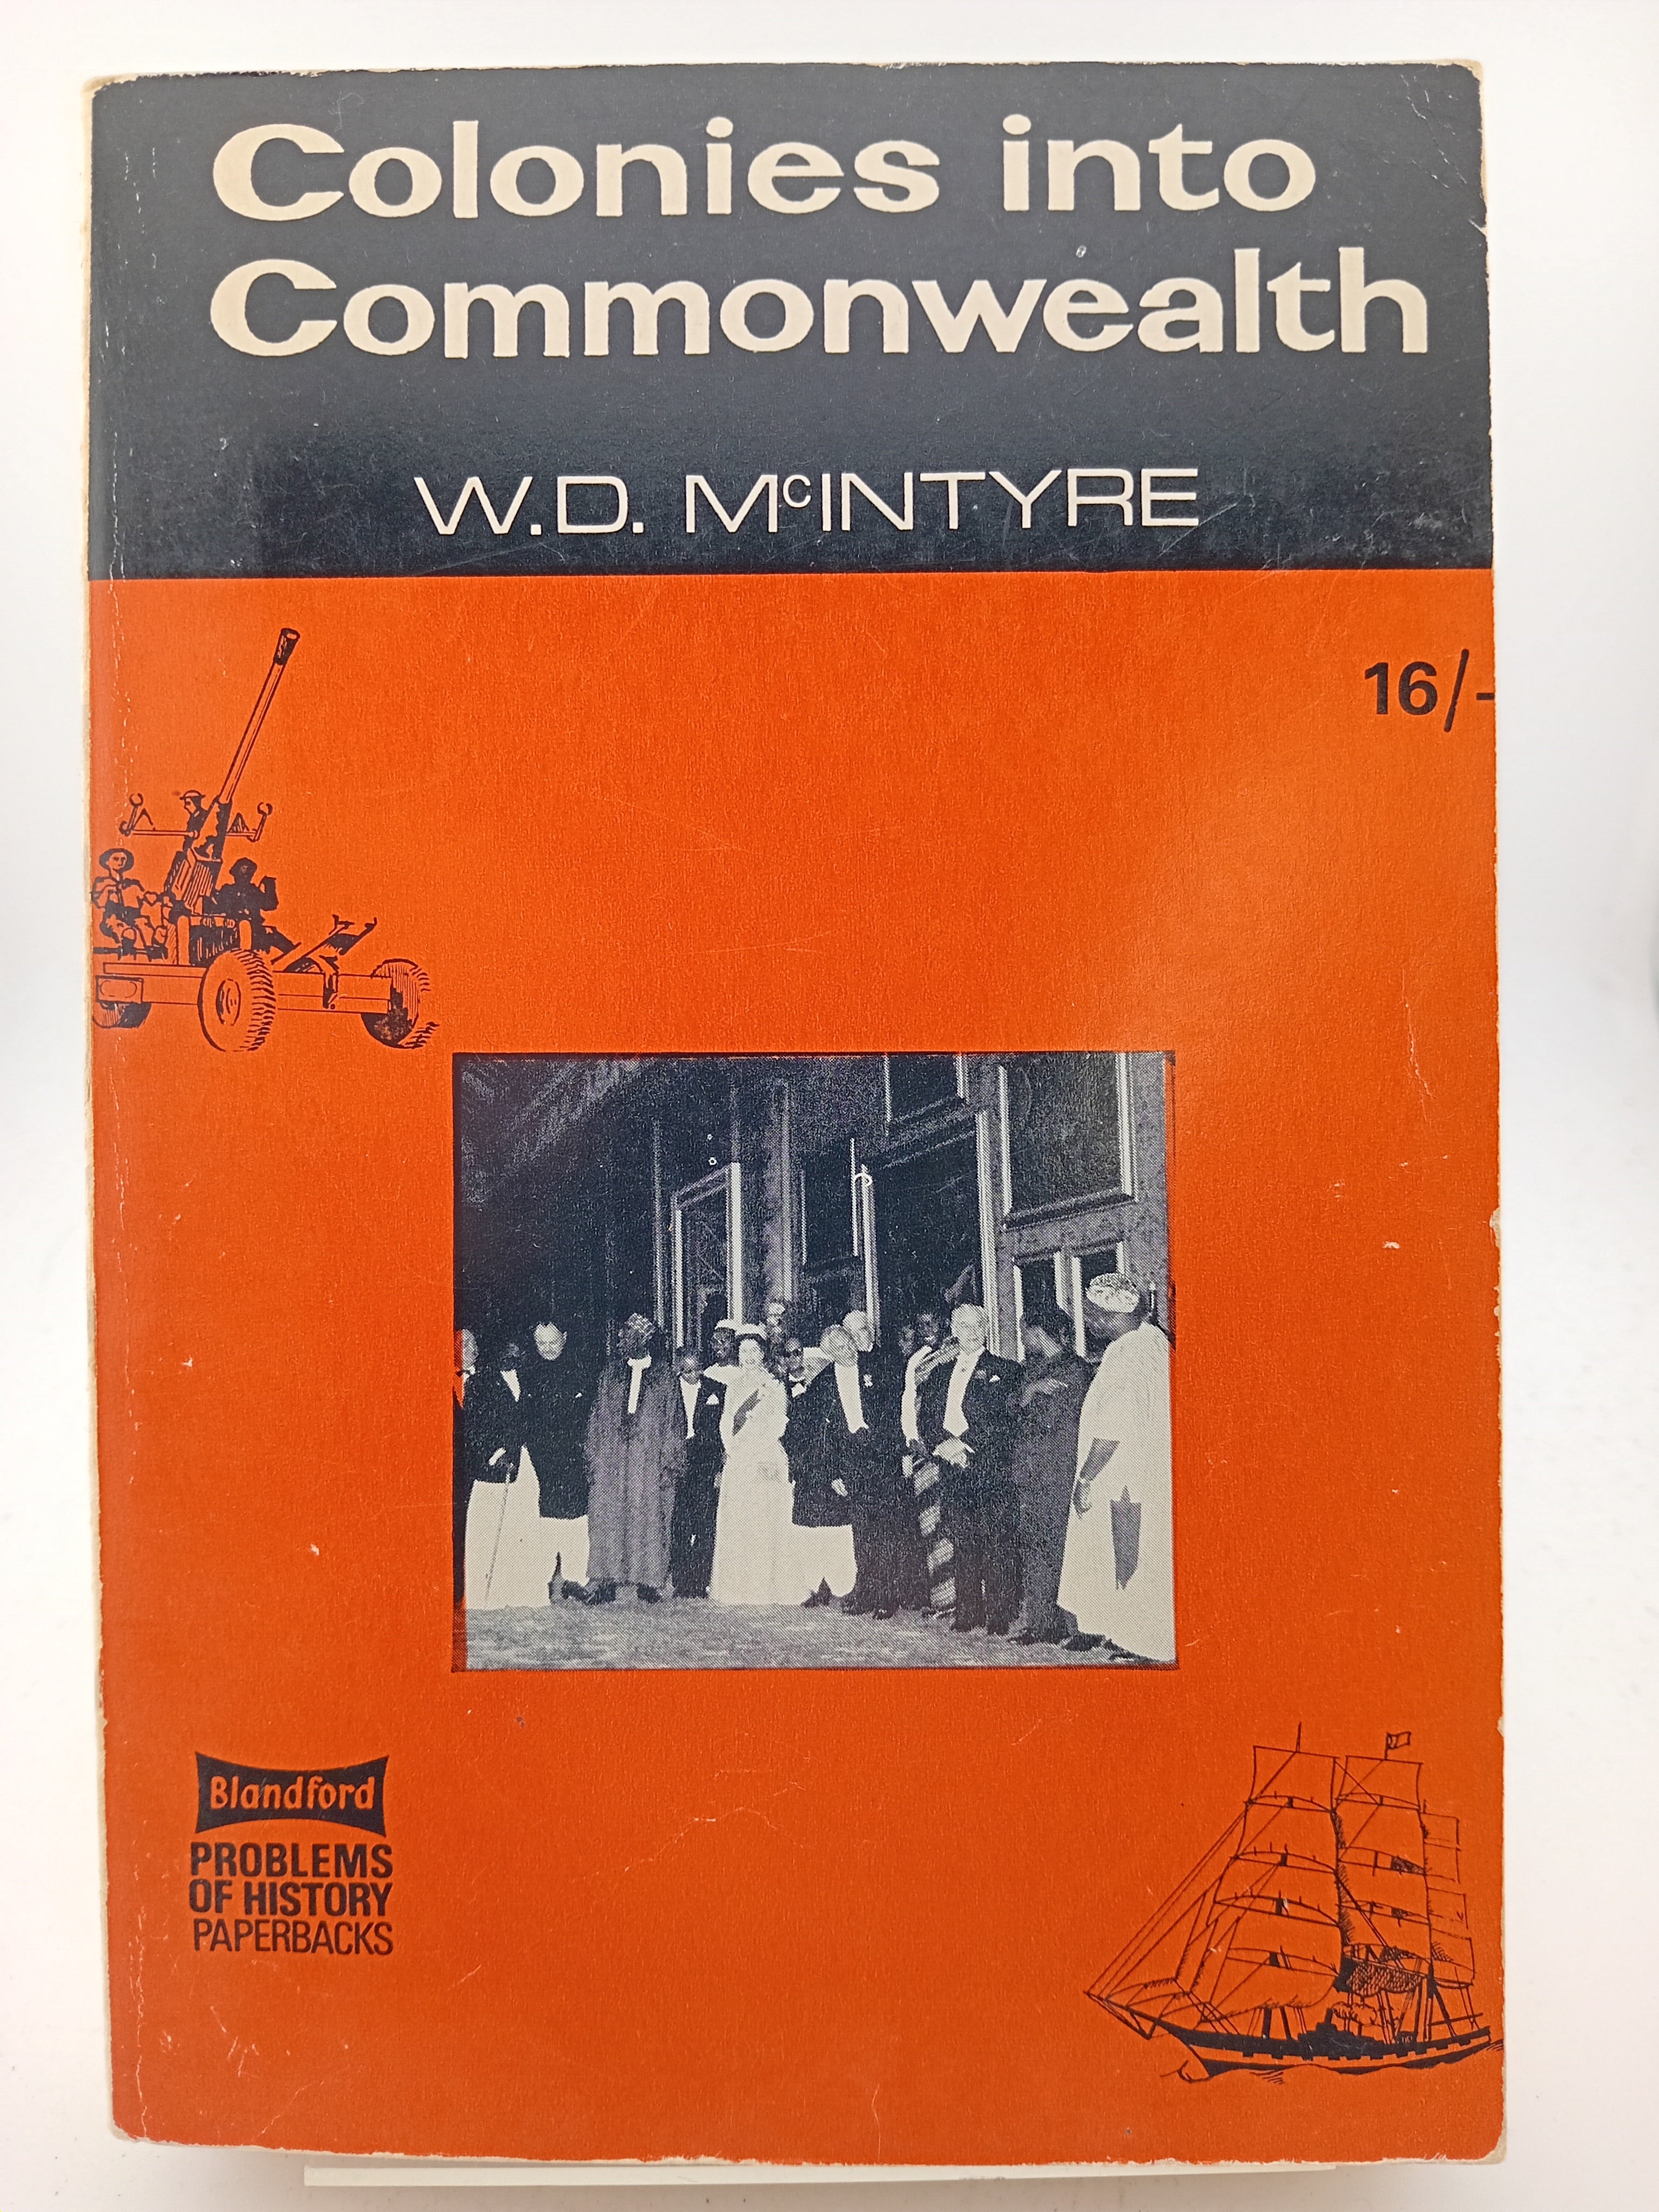 Colonies into
Commonwealth
W.D. McINTYRE
16/-
Blandford
PROBLEMS
OF HISTORY
PAPERBACKS